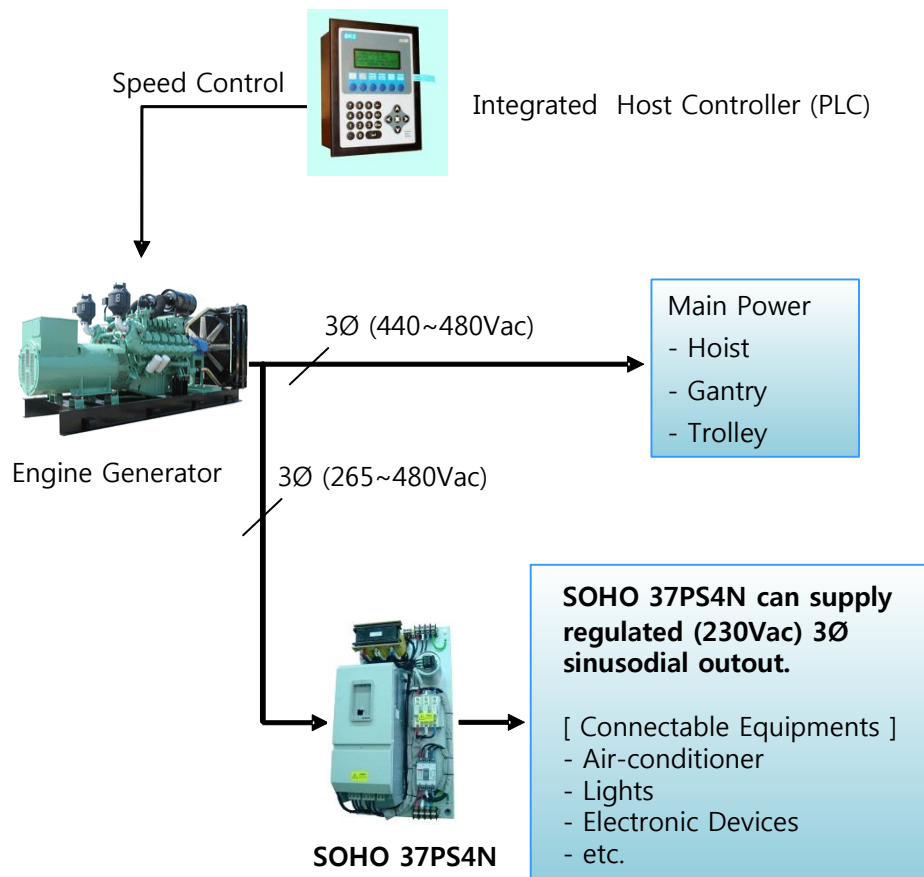 Speed Control
Integrated Host Controller (PLC)
3Ø (440~480Vac)
Main Power
- Hoist
- Gantry
- Trolley
Engine Generator
3Ø (265~480Vac)
SOHO 37PS4N can supply
regulated (230Vac) 3Ø
sinusodial outout.
[ Connectable Equipments ]
- Air-conditioner
- Lights
- Electronic Devices
- etc.
SOHO 37PS4N